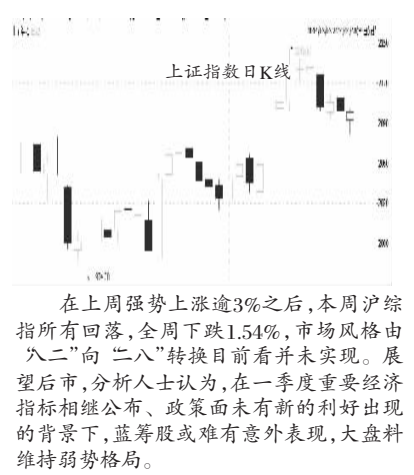 上证指数日K线
在上周强势上涨逾3%之后,本周沪综
指所有回落,全周下跌1.54%,市场风格由
“八二”向“二八”转换目前看并未实现。展
望后市,分析人士认为,在一季度重要经济
指标相继公布、政策面未有新的利好出现
的背景下,蓝筹股或难有意外表现,大盘料
维持弱势格局。